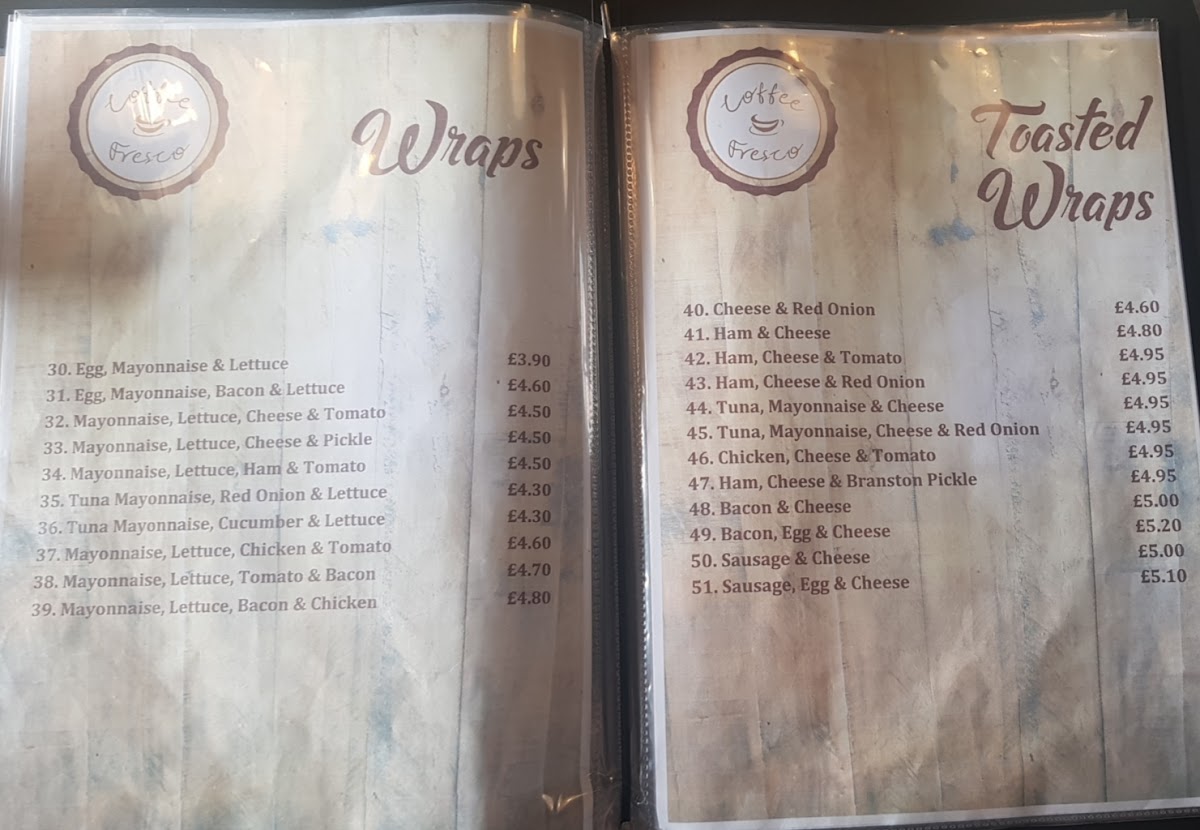 Coffee
Fresco
Wraps
30. Egg, Mayonnaise & Lettuce £3.90
31. Egg, Mayonnaise, Bacon & Lettuce £4.60
32. Mayonnaise, Lettuce, Cheese & Tomato £4.50
33. Mayonnaise, Lettuce, Cheese & Pickle £4.50
34. Mayonnaise, Lettuce, Ham & Tomato £4.50
35. Tuna Mayonnaise, Red Onion & Lettuce £4.30
36. Tuna Mayonnaise, Cucumber & Lettuce £4.30
37. Mayonnaise, Lettuce, Chicken & Tomato £4.60
38. Mayonnaise, Lettuce, Tomato & Bacon £4.70
39. Mayonnaise, Lettuce, Bacon & Chicken £4.80
Coffee
Fresco
Toasted
Wraps
40. Cheese & Red Onion £4.60
41. Ham & Cheese £4.80
42. Ham, Cheese & Tomato £4.95
43. Ham, Cheese & Red Onion £4.95
44. Tuna, Mayonnaise & Cheese £4.95
45. Tuna, Mayonnaise, Cheese & Red Onion £4.95
46. Chicken, Cheese & Tomato £4.95
47. Ham, Cheese & Branston Pickle £4.95
48. Bacon & Cheese £5.00
49. Bacon, Egg & Cheese £5.20
50. Sausage & Cheese £5.00
51. Sausage, Egg & Cheese £5.10